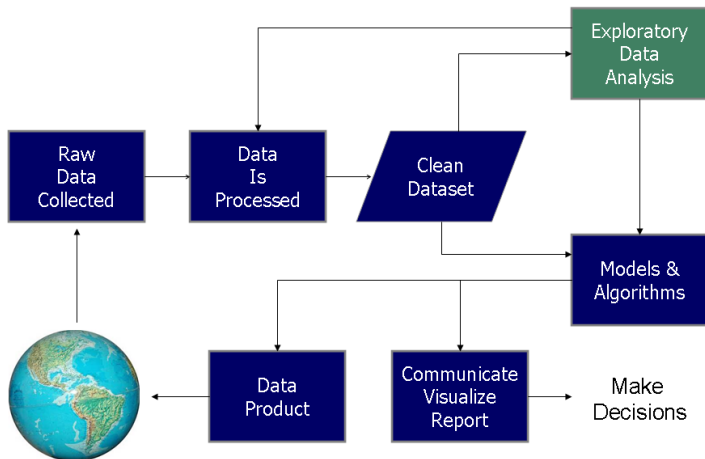 Exploratory
Data
Analysis
Raw
Data
Collected
Data
Is
Processed
Clean
Dataset
Models &
Algorithms
Data
Product
Communicate
Visualize
Report
Make
Decisions